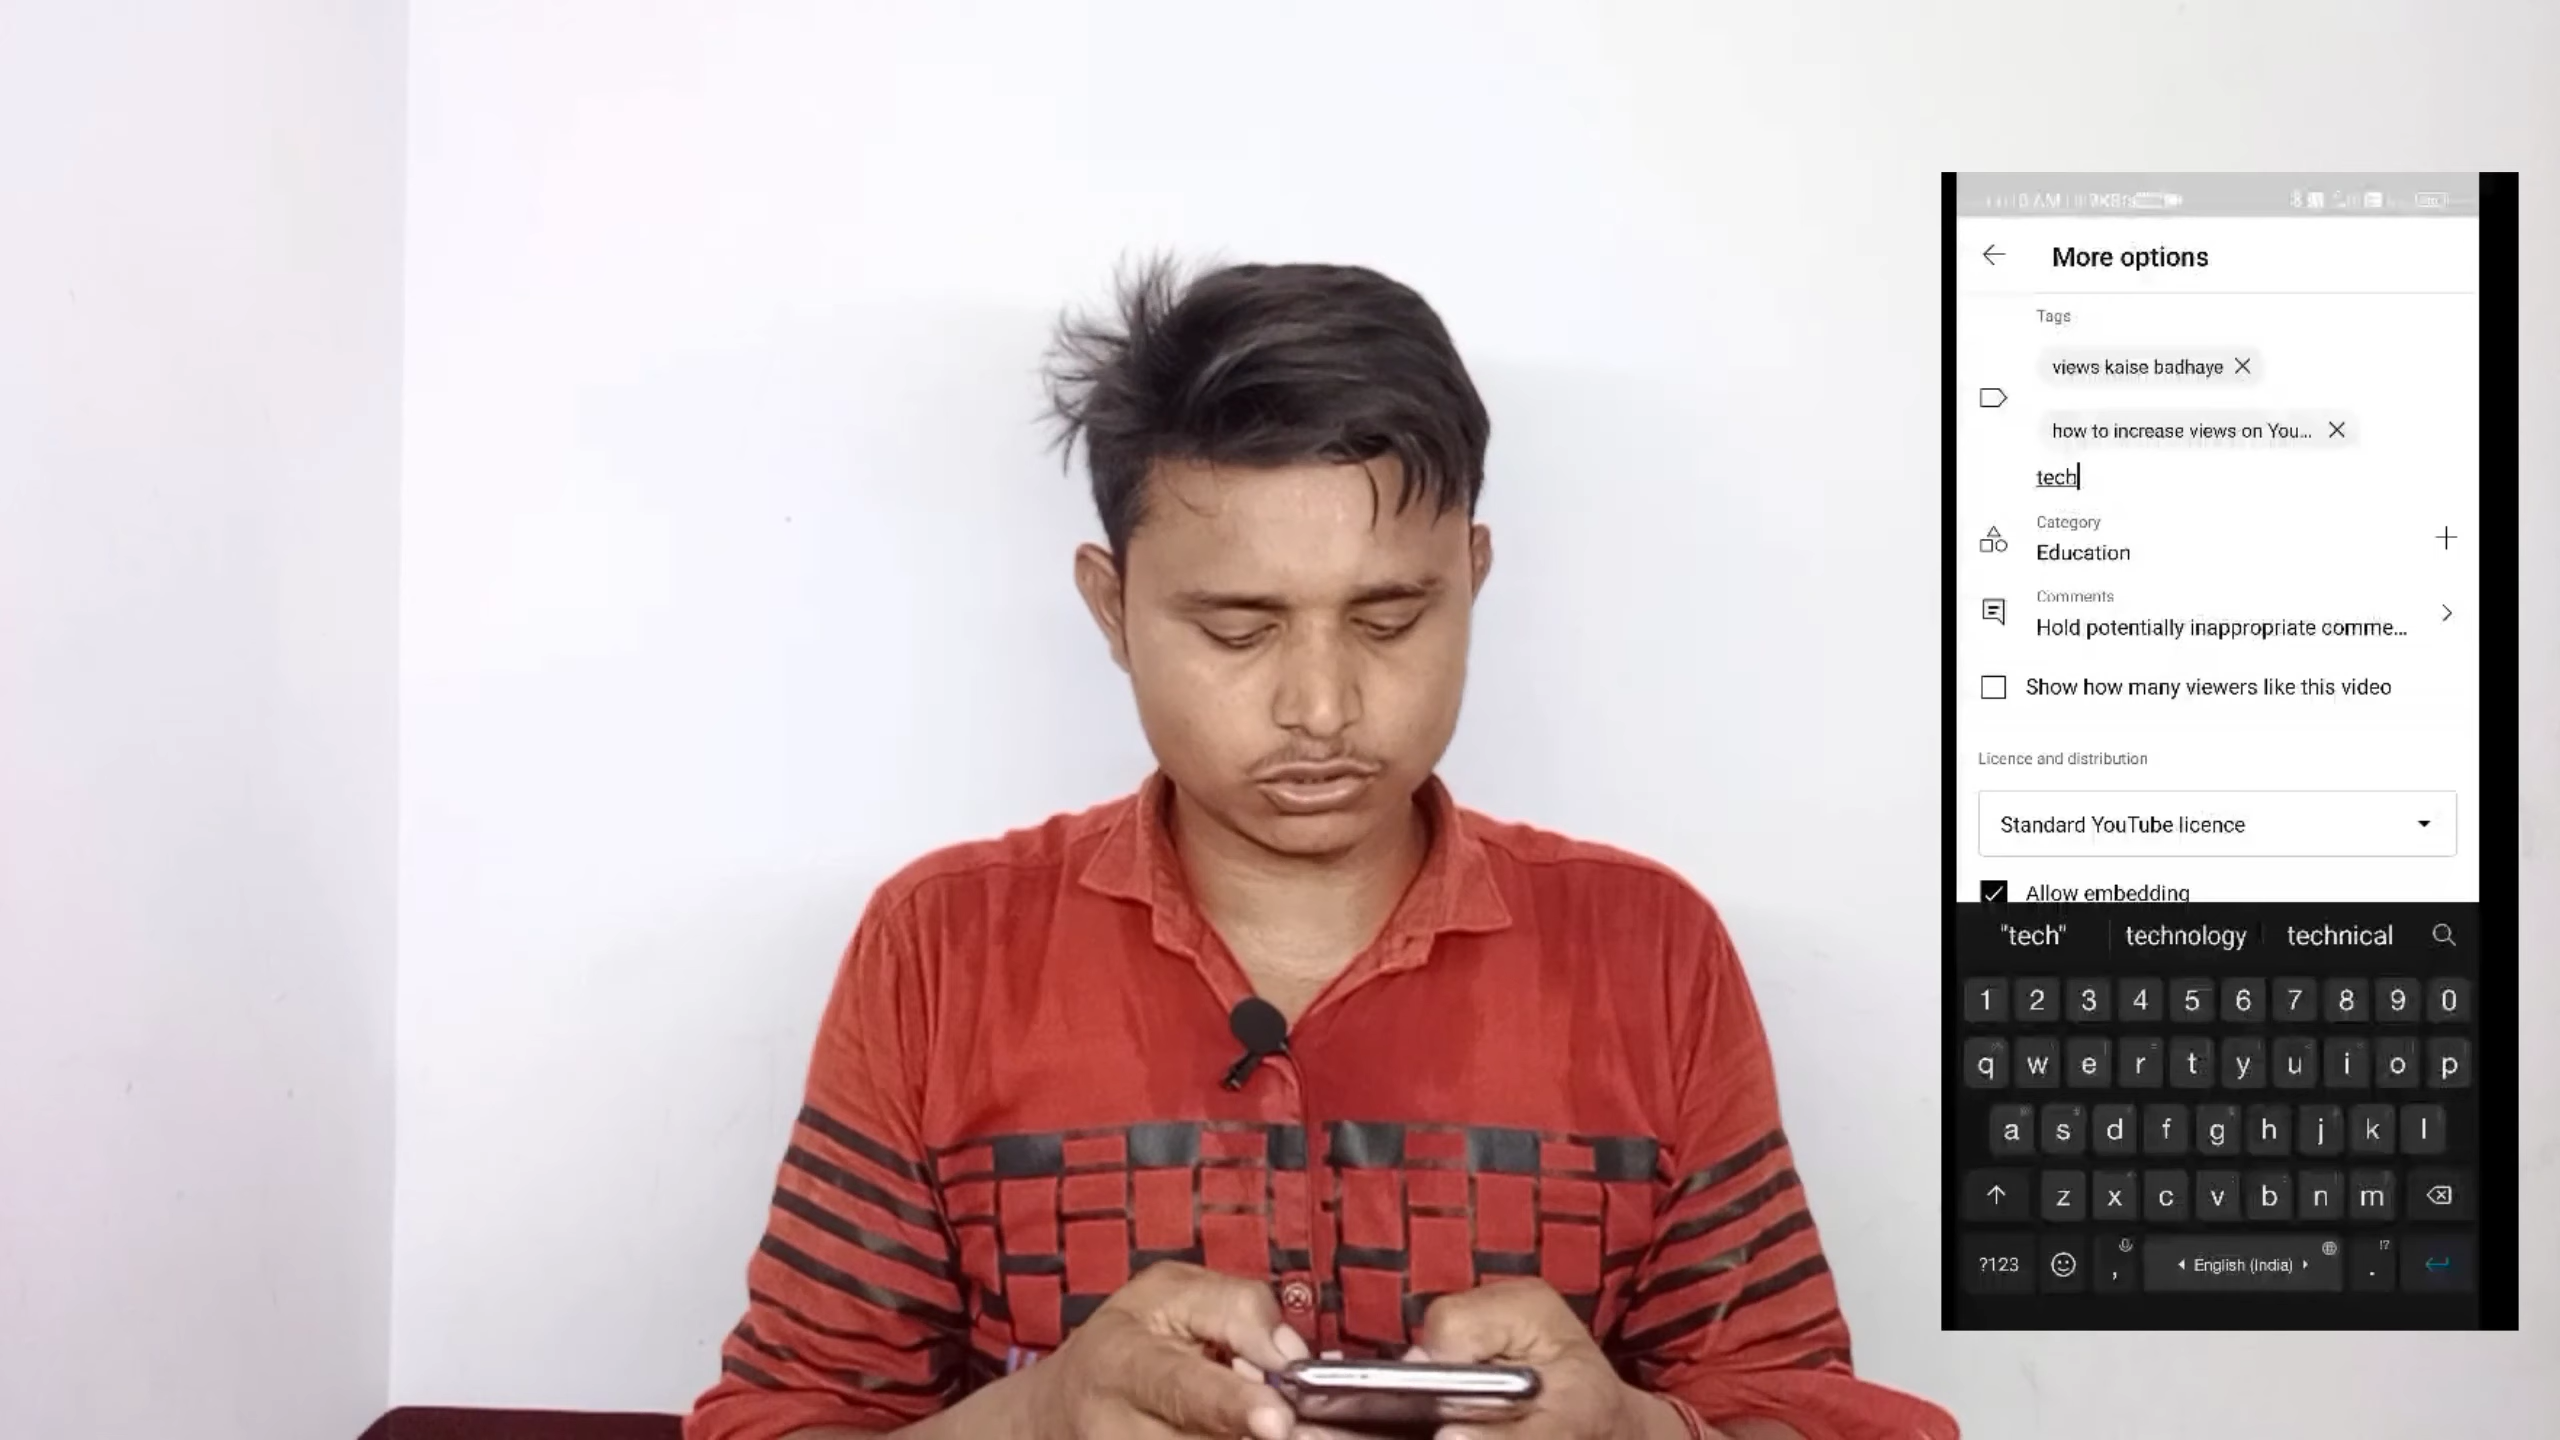 More options
Tags
views kaise badhaye
how to increase views on You...
tech
Category
Education
Comments
Hold potentially inappropriate comme...
Show how many viewers like this video
Licence and distribution
Standard YouTube licence
Allow embedding
"tech" technology technical
1 2 3 4 5 6 7 8 9 0
q w e r t y u i o p
a s d f g h j k l
z x c v b n m
?123 , English (India) . !?